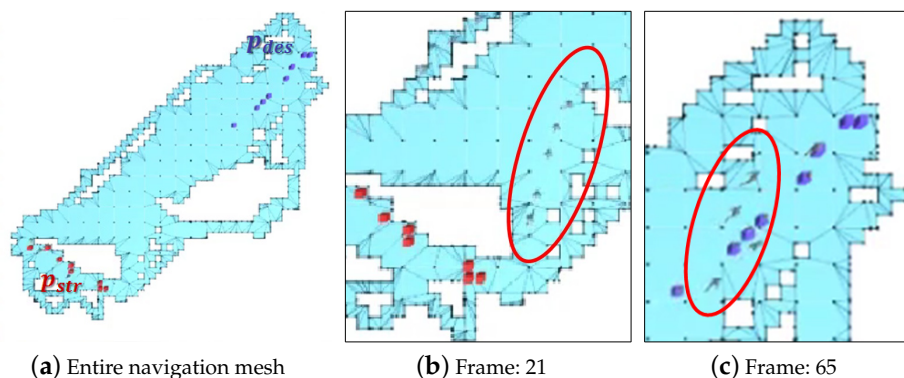 p_des
p_str
(a) Entire navigation mesh
(b) Frame: 21
(c) Frame: 65